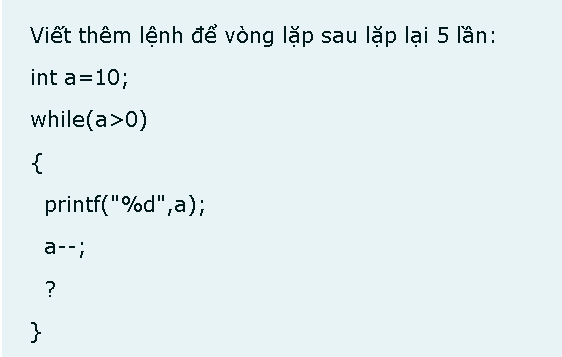 Viết thêm lệnh để vòng lặp sau lặp lại 5 lần:
int a=10;
while(a>0)
{
printf("%d",a);
a--;
?
}